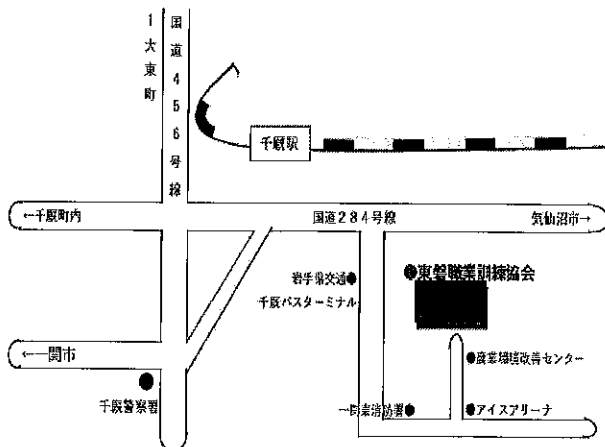 1大東町
国道456号線
千厩駅
←千厩町内
国道284号線
気仙沼市→
岩手県交通
千厩バスターミナル
東磐職業訓練協会
←一関市
千厩警察署
農業環境改善センター
一関東消防署
アイスアリーナ